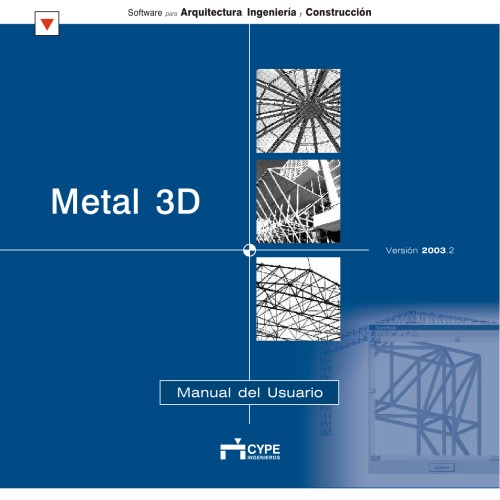 Software para Arquitectura Ingeniería y Construcción
Metal 3D
Versión 2003.2
Manual del Usuario
CYPE
INGENIEROS